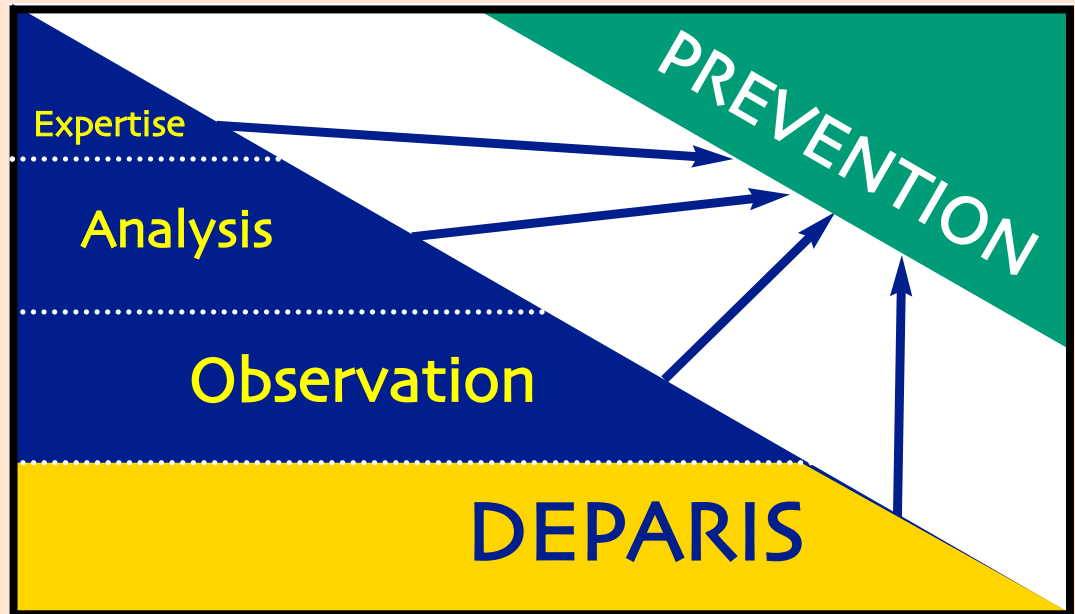 PREVENTION
Expertise
Analysis
Observation
DEPARIS